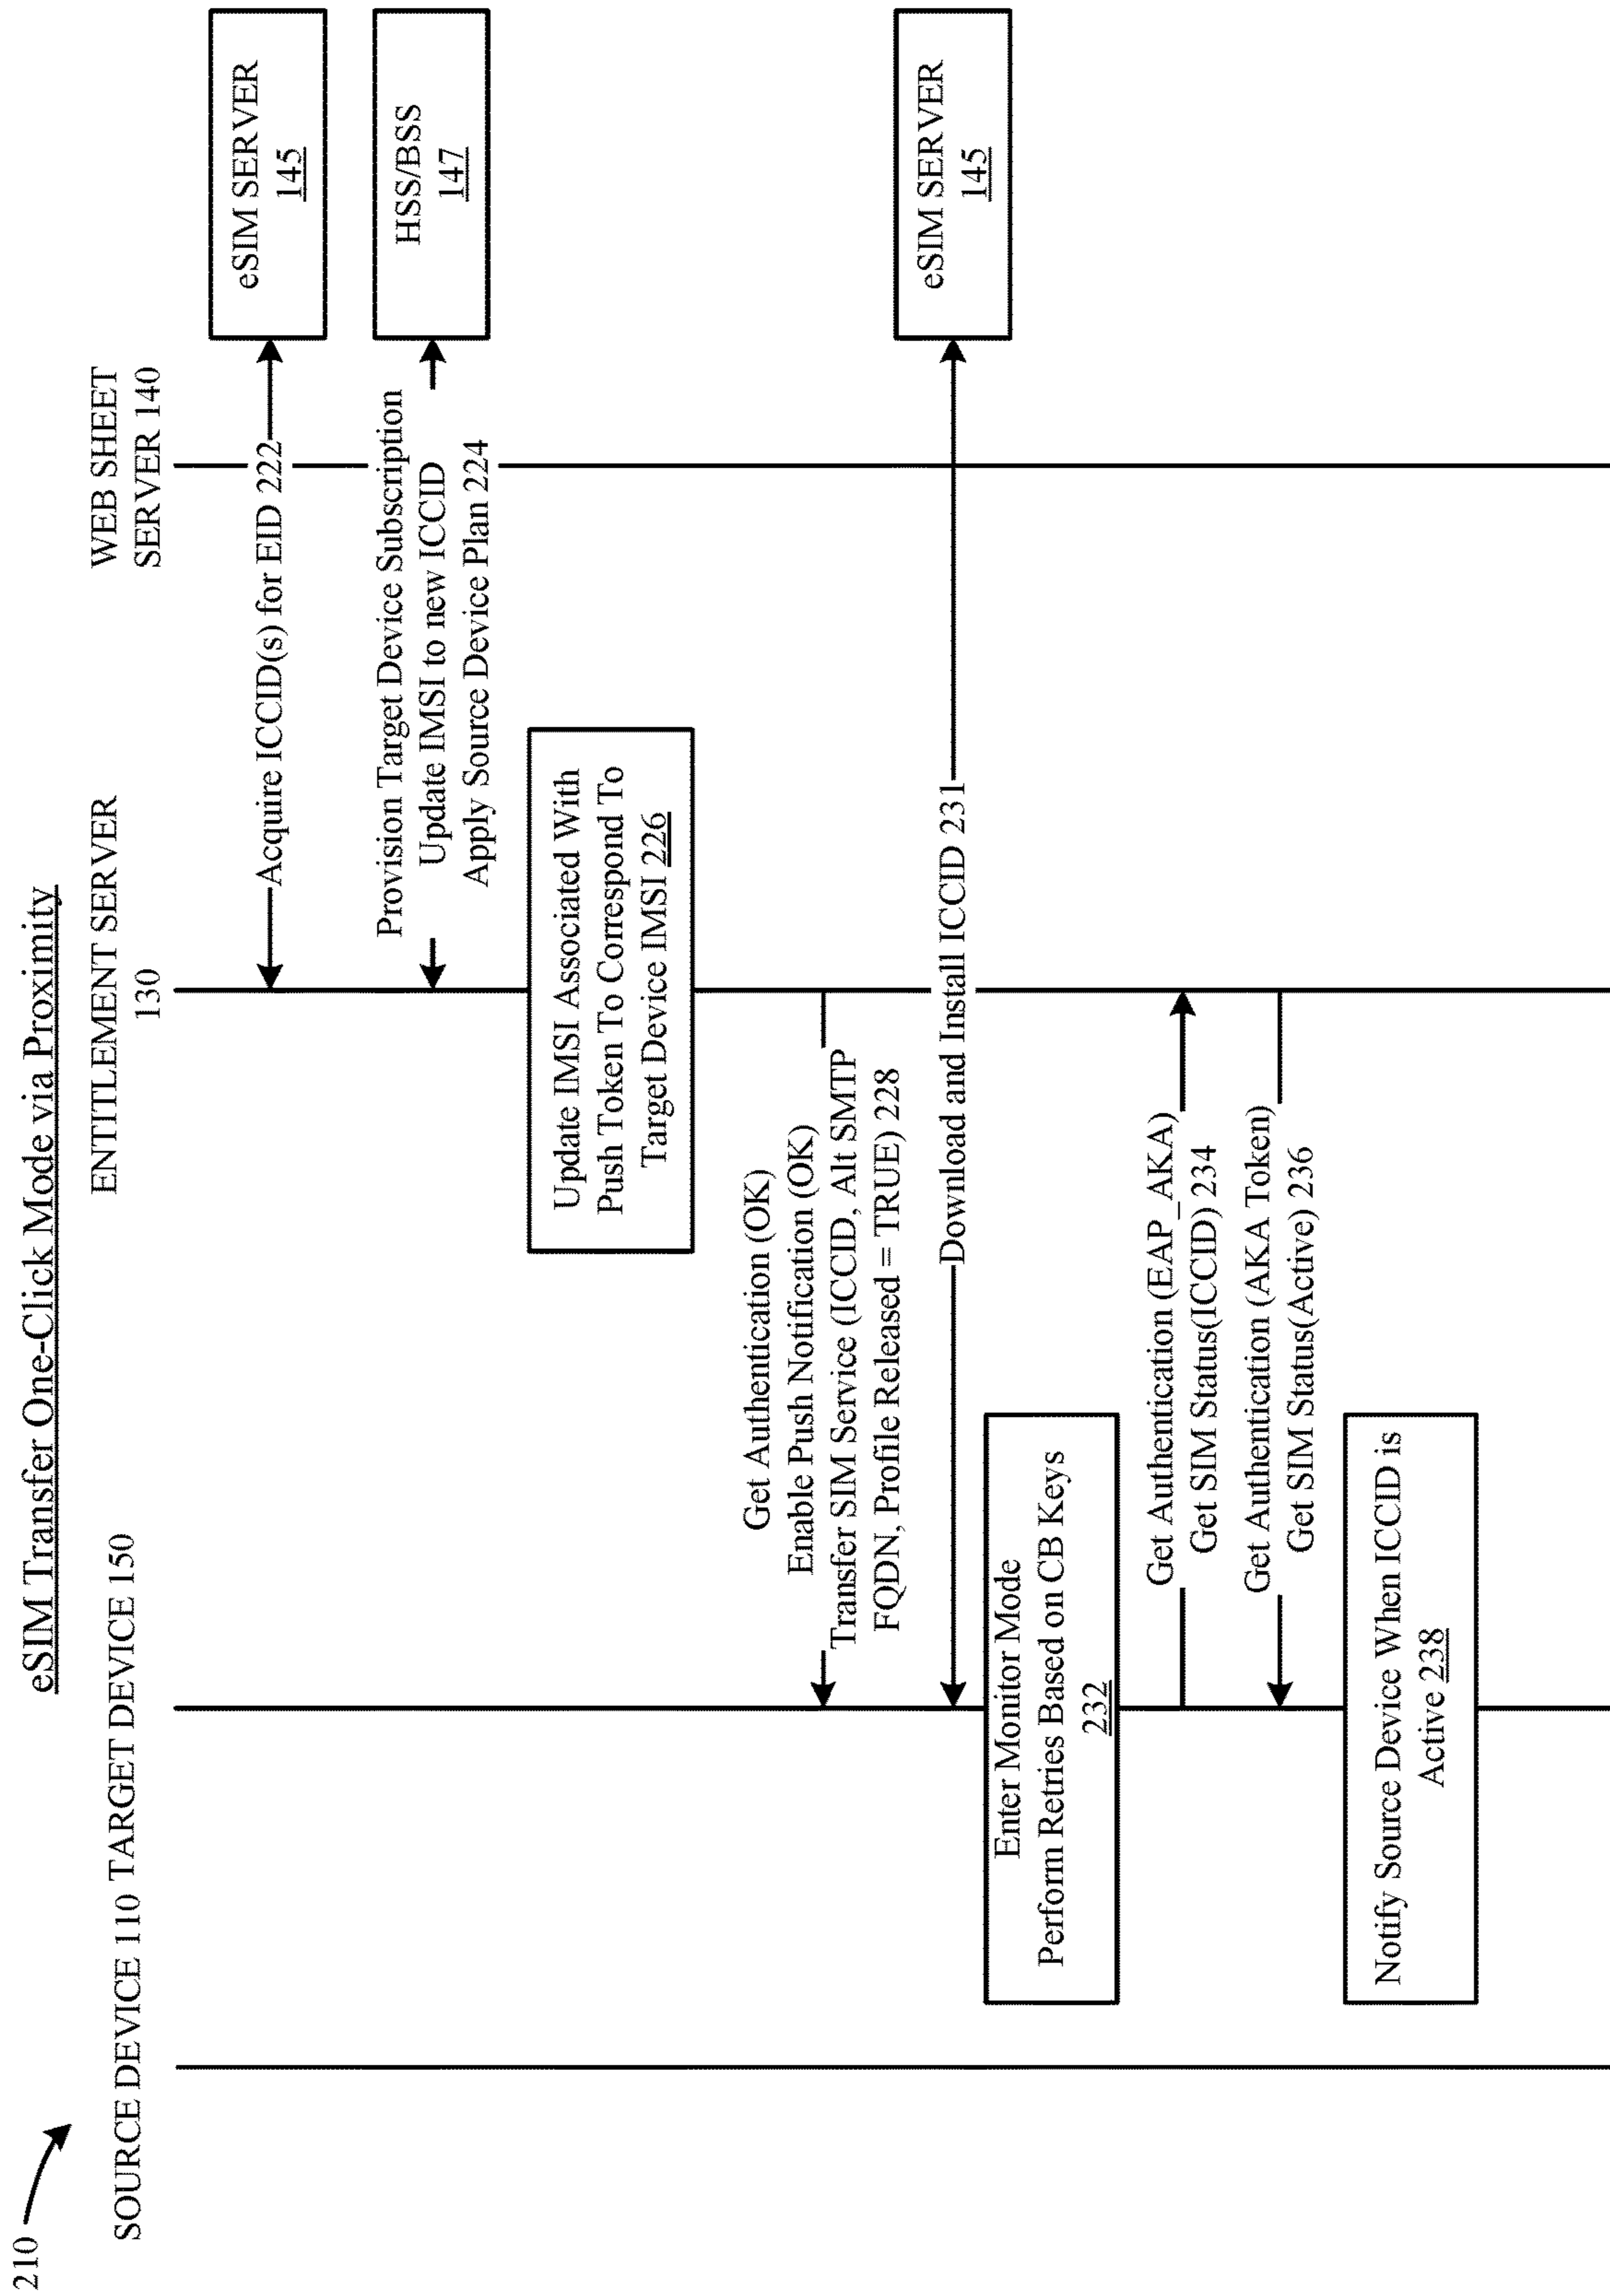 210
eSIM Transfer One-Click Mode via Proximity
SOURCE DEVICE 110
TARGET DEVICE 150
ENTITLEMENT SERVER
130
WEB SHEET
SERVER 140
Acquire ICCID(s) for EID 222
eSIM SERVER
145
Provision Target Device Subscription
Update IMSI to new ICCID
Apply Source Device Plan 224
HSS/BSS
147
Update IMSI Associated With
Push Token To Correspond To
Target Device IMSI 226
Get Authentication (OK)
Enable Push Notification (OK)
Transfer SIM Service (ICCID, Alt SMTP
FQDN, Profile Released = TRUE) 228
Download and Install ICCID 231
eSIM SERVER
145
Enter Monitor Mode
Perform Retries Based on CB Keys
232
Get Authentication (EAP_AKA)
Get SIM Status(ICCID) 234
Get Authentication (AKA Token)
Get SIM Status(Active) 236
Notify Source Device When ICCID is
Active 238